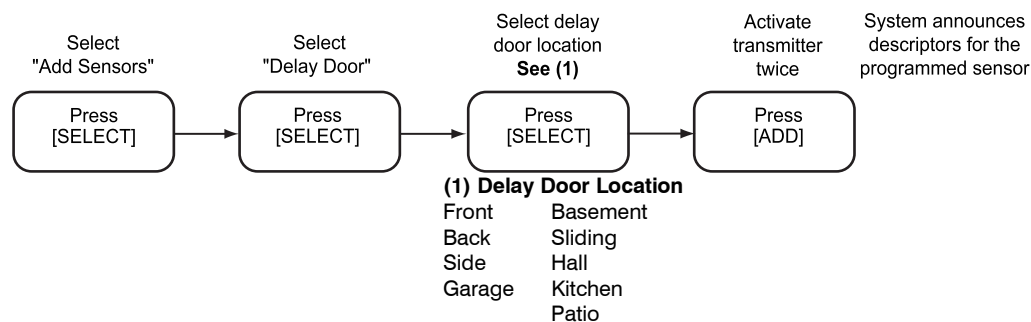 Select
"Add Sensors"
Press
[SELECT]
Select
"Delay Door"
Press
[SELECT]
Select delay
door location
See (1)
Press
[SELECT]
Activate
transmitter
twice
Press
[ADD]
System announces
descriptors for the
programmed sensor
(1) Delay Door Location
Front
Back
Side
Garage
Basement
Sliding
Hall
Kitchen
Patio